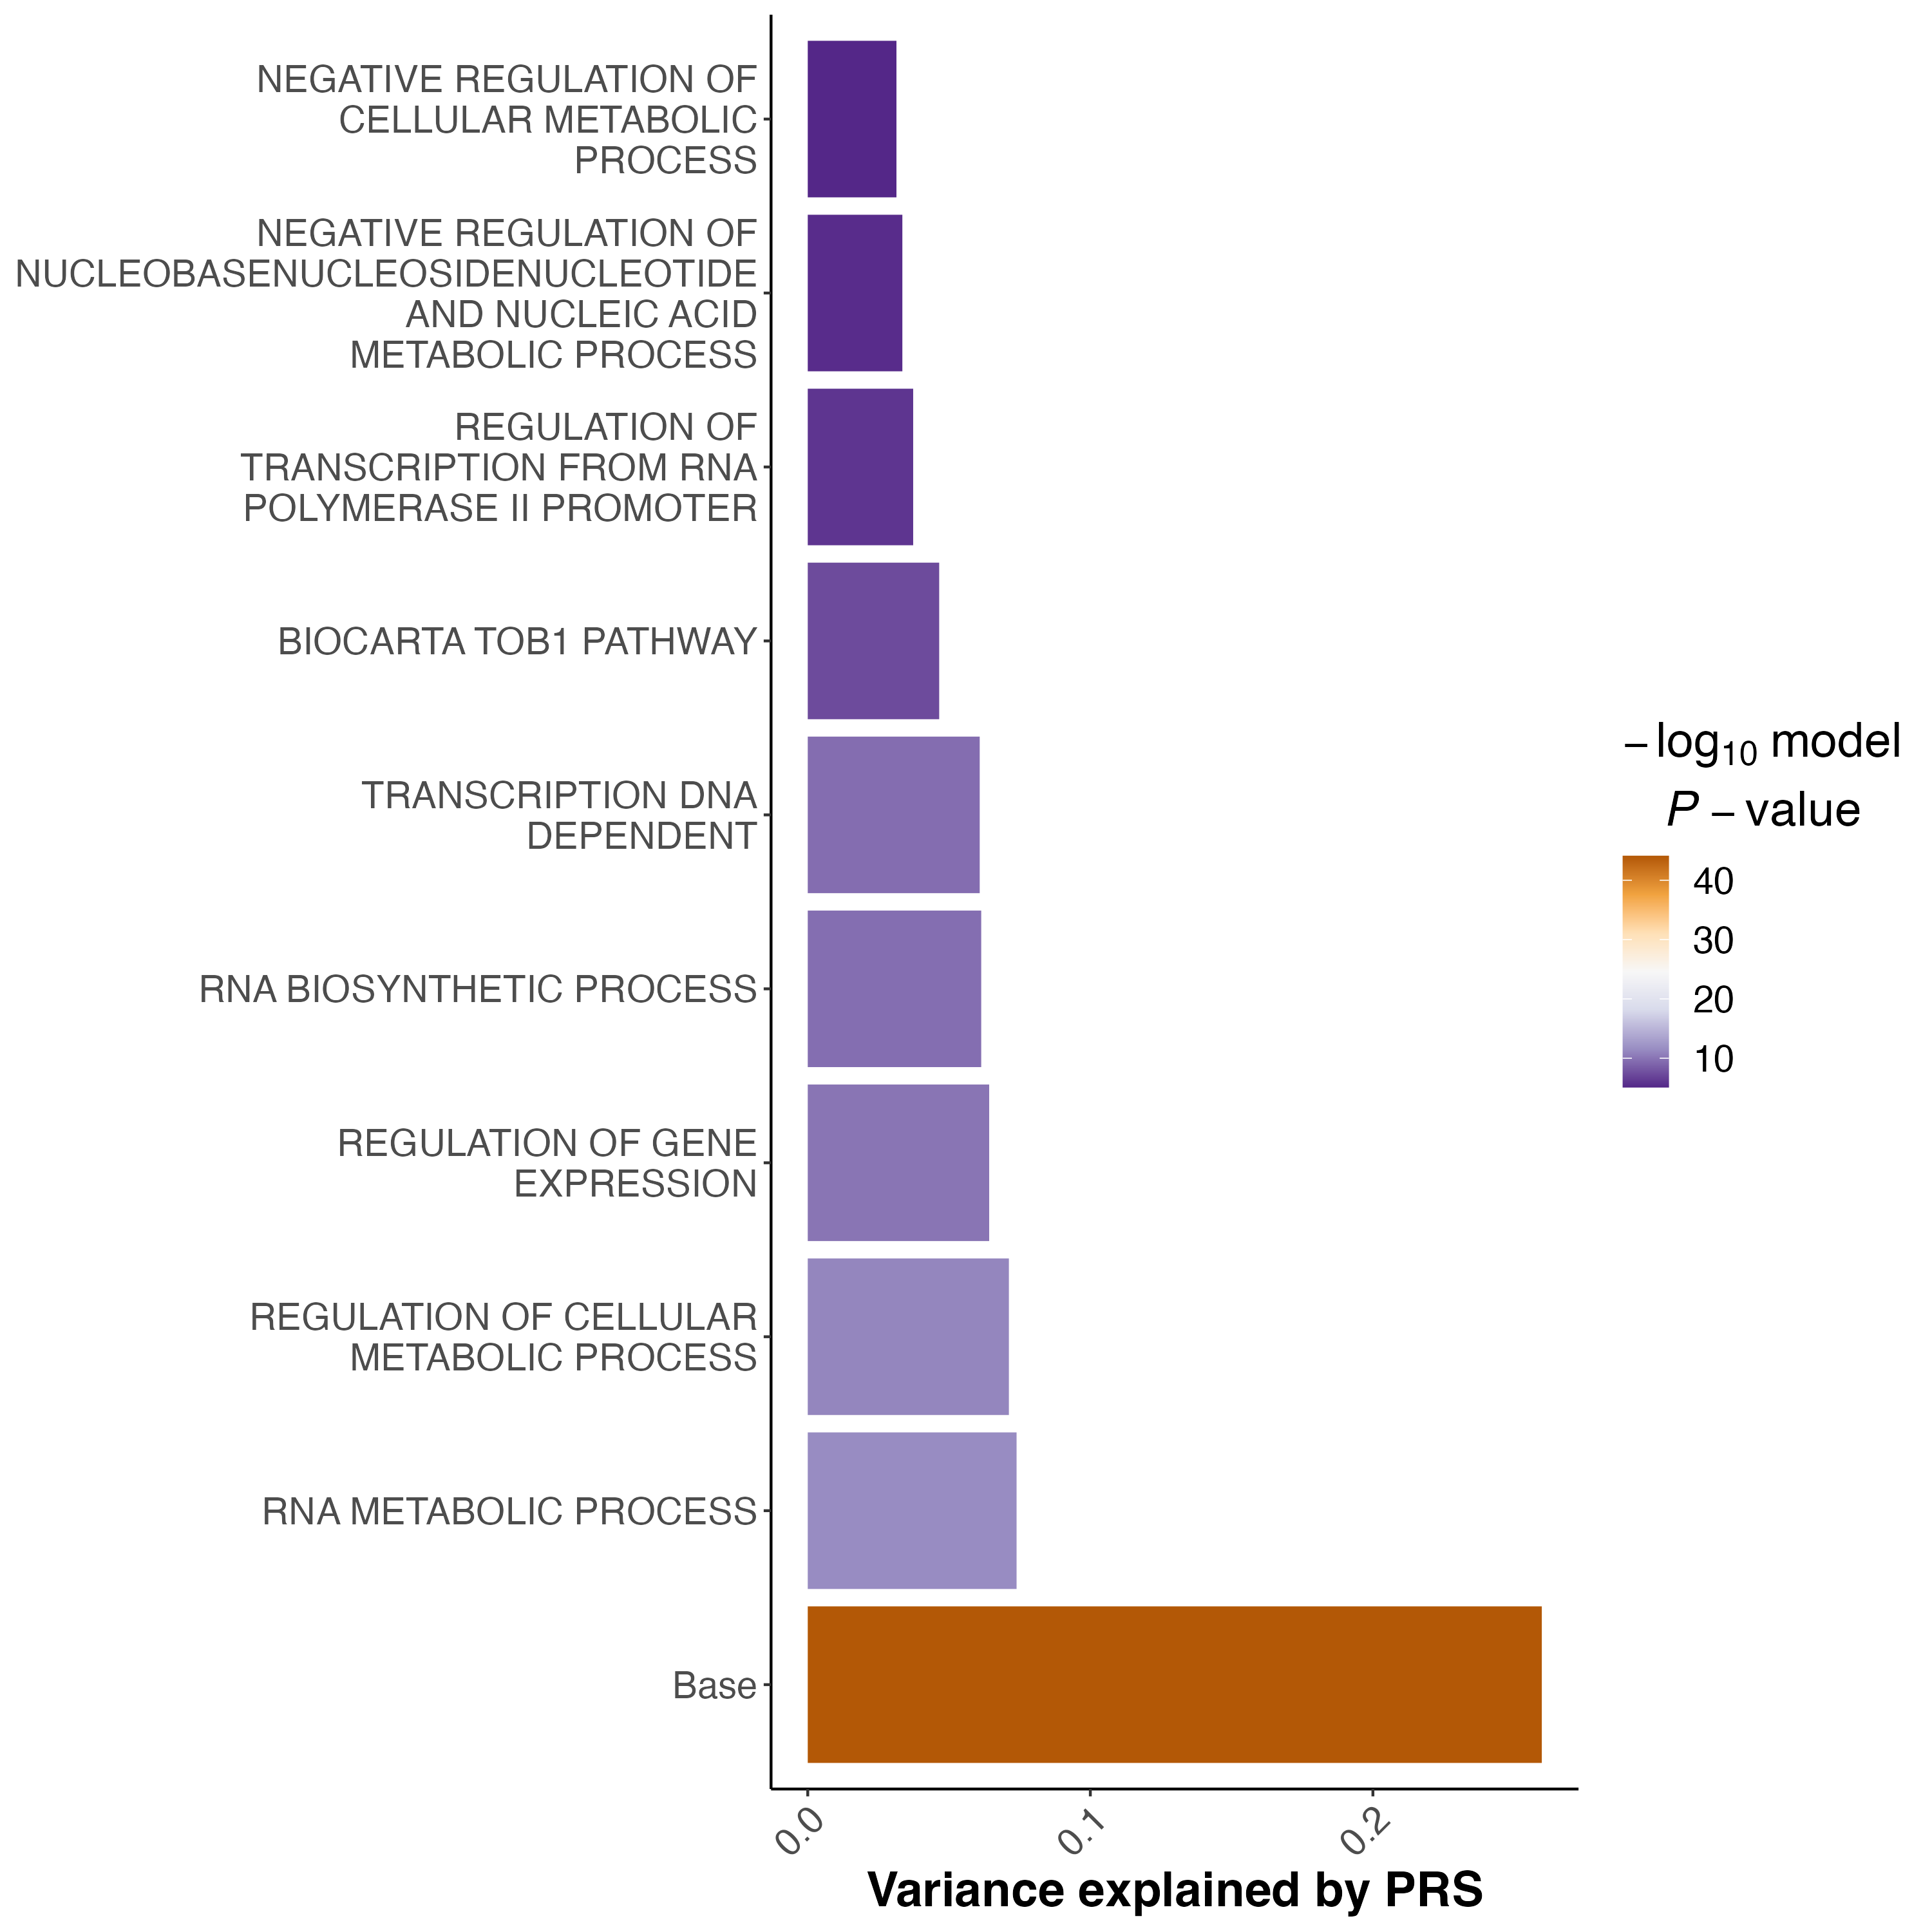 NEGATIVE REGULATION OF
CELLULAR METABOLIC
PROCESS
NEGATIVE REGULATION OF
NUCLEOBASENUCLEOSIDENUCLEOTIDE
AND NUCLEIC ACID
METABOLIC PROCESS
REGULATION OF
TRANSCRIPTION FROM RNA
POLYMERASE II PROMOTER
BIOCARTA TOB1 PATHWAY
TRANSCRIPTION DNA
DEPENDENT
RNA BIOSYNTHETIC PROCESS
REGULATION OF GENE
EXPRESSION
REGULATION OF CELLULAR
METABOLIC PROCESS
RNA METABOLIC PROCESS
Base
0.0
0.1
0.2
Variance explained by PRS
−log₁₀ model
P − value
40
30
20
10